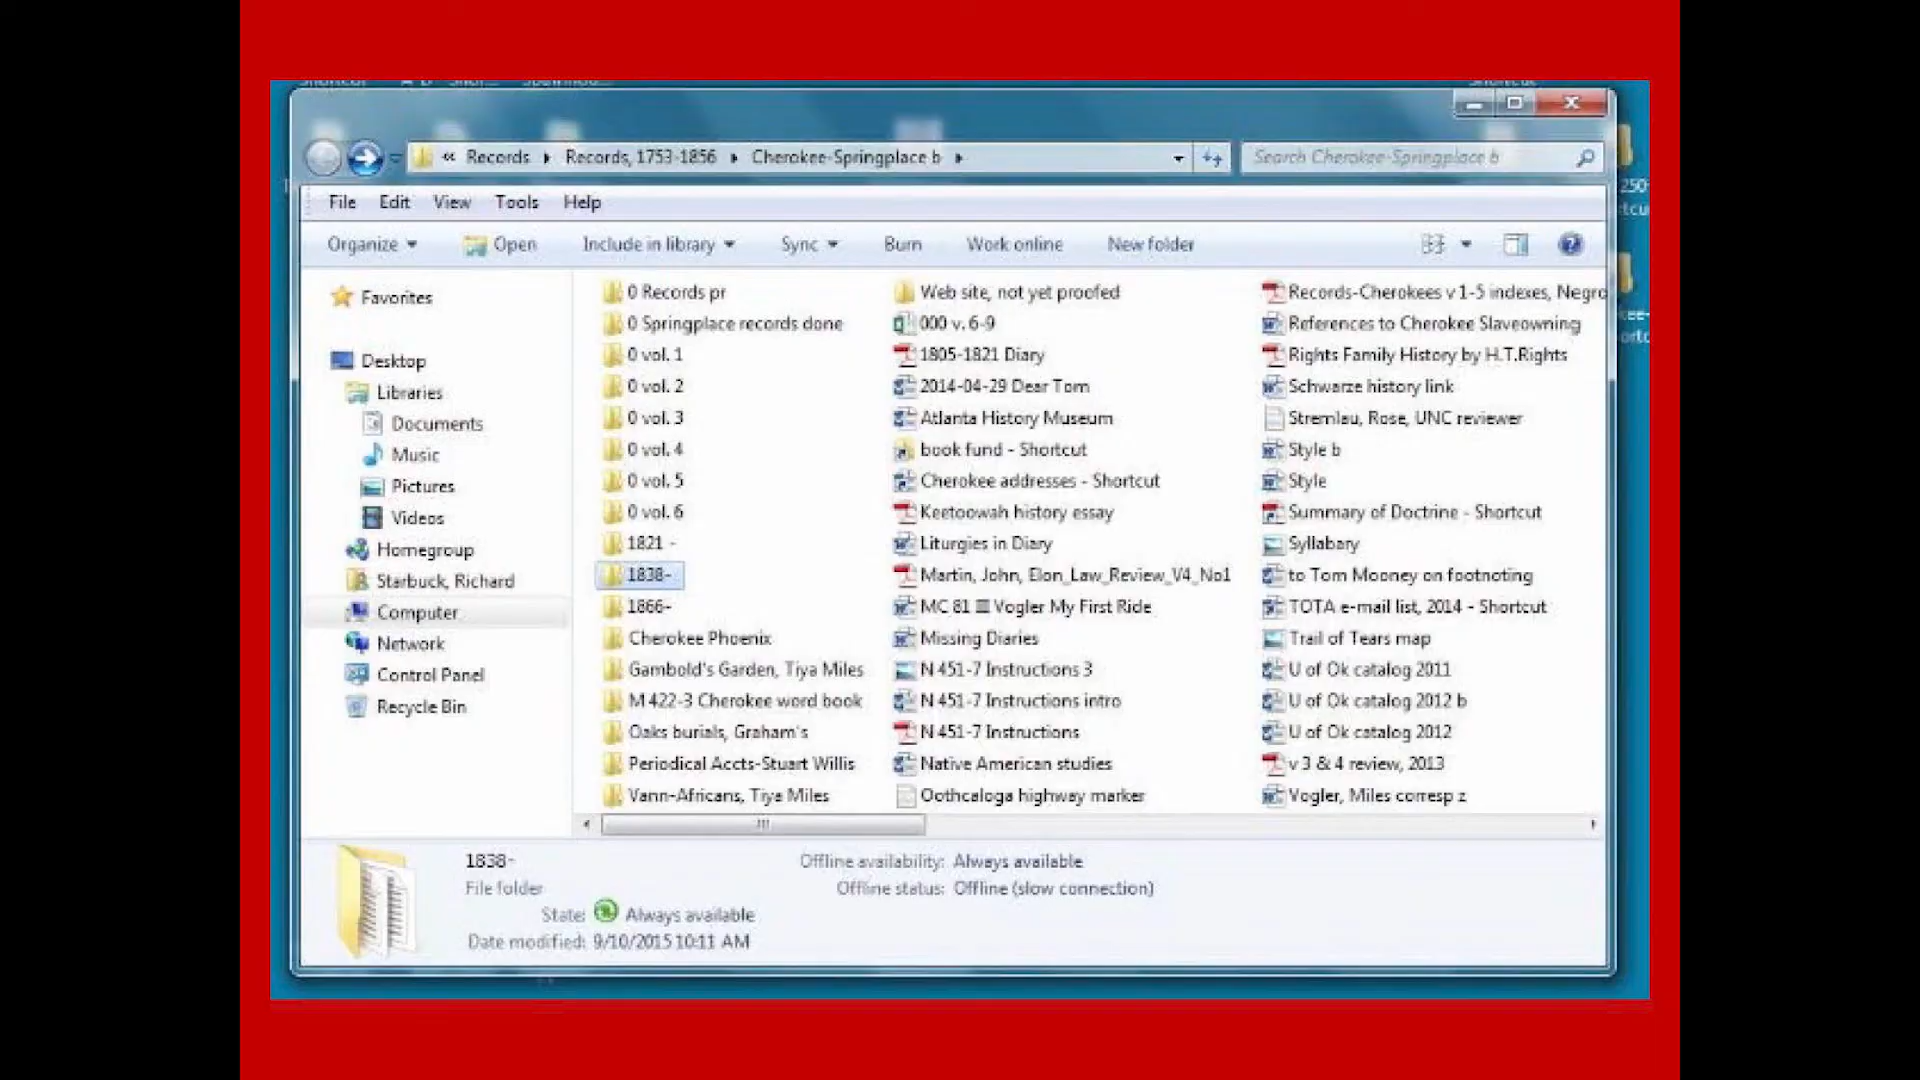 « Records ▸ Records, 1753-1856 ▸ Cherokee-Springplace b ▸
Search Cherokee-Springplace b
File Edit View Tools Help
Organize Open Include in library Sync Burn Work online New folder
Favorites
Desktop
Libraries
Documents
Music
Pictures
Videos
Homegroup
Starbuck, Richard
Computer
Network
Control Panel
Recycle Bin
0 Records pr
0 Springplace records done
0 vol. 1
0 vol. 2
0 vol. 3
0 vol. 4
0 vol. 5
0 vol. 6
1821 -
1838-
1866-
Cherokee Phoenix
Gambold's Garden, Tiya Miles
M 422-3 Cherokee word book
Oaks burials, Graham's
Periodical Accts-Stuart Willis
Vann-Africans, Tiya Miles
Web site, not yet proofed
000 v. 6-9
1805-1821 Diary
2014-04-29 Dear Tom
Atlanta History Museum
book fund - Shortcut
Cherokee addresses - Shortcut
Keetoowah history essay
Liturgies in Diary
Martin, John, Elon_Law_Review_V4_No1
MC 81 Vogler My First Ride
Missing Diaries
N 451-7 Instructions 3
N 451-7 Instructions intro
N 451-7 Instructions
Native American studies
Oothcaloga highway marker
Records-Cherokees v 1-5 indexes, Negro
References to Cherokee Slaveowning
Rights Family History by H.T.Rights
Schwarze history link
Stremlau, Rose, UNC reviewer
Style b
Style
Summary of Doctrine - Shortcut
Syllabary
to Tom Mooney on footnoting
TOTA e-mail list, 2014 - Shortcut
Trail of Tears map
U of Ok catalog 2011
U of Ok catalog 2012 b
U of Ok catalog 2012
v 3 & 4 review, 2013
Vogler, Miles corresp z
1838-
File folder
State: Always available
Date modified: 9/10/2015 10:11 AM
Offline availability: Always available
Offline status: Offline (slow connection)